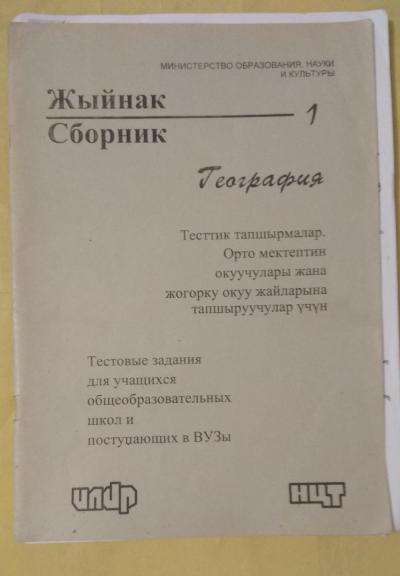 МИНИСТЕРСТВО ОБРАЗОВАНИЯ, НАУКИ
И КУЛЬТУРЫ
Жыйнак
1
Сборник
География
Тесттик тапшырмалар.
Орто мектептин
окуучулары жана
жогорку окуу жайларына
тапшыруучулар үчүн
Тестовые задания
для учащихся
общеобразовательных
школ и
поступающих в ВУЗы
НЦТ